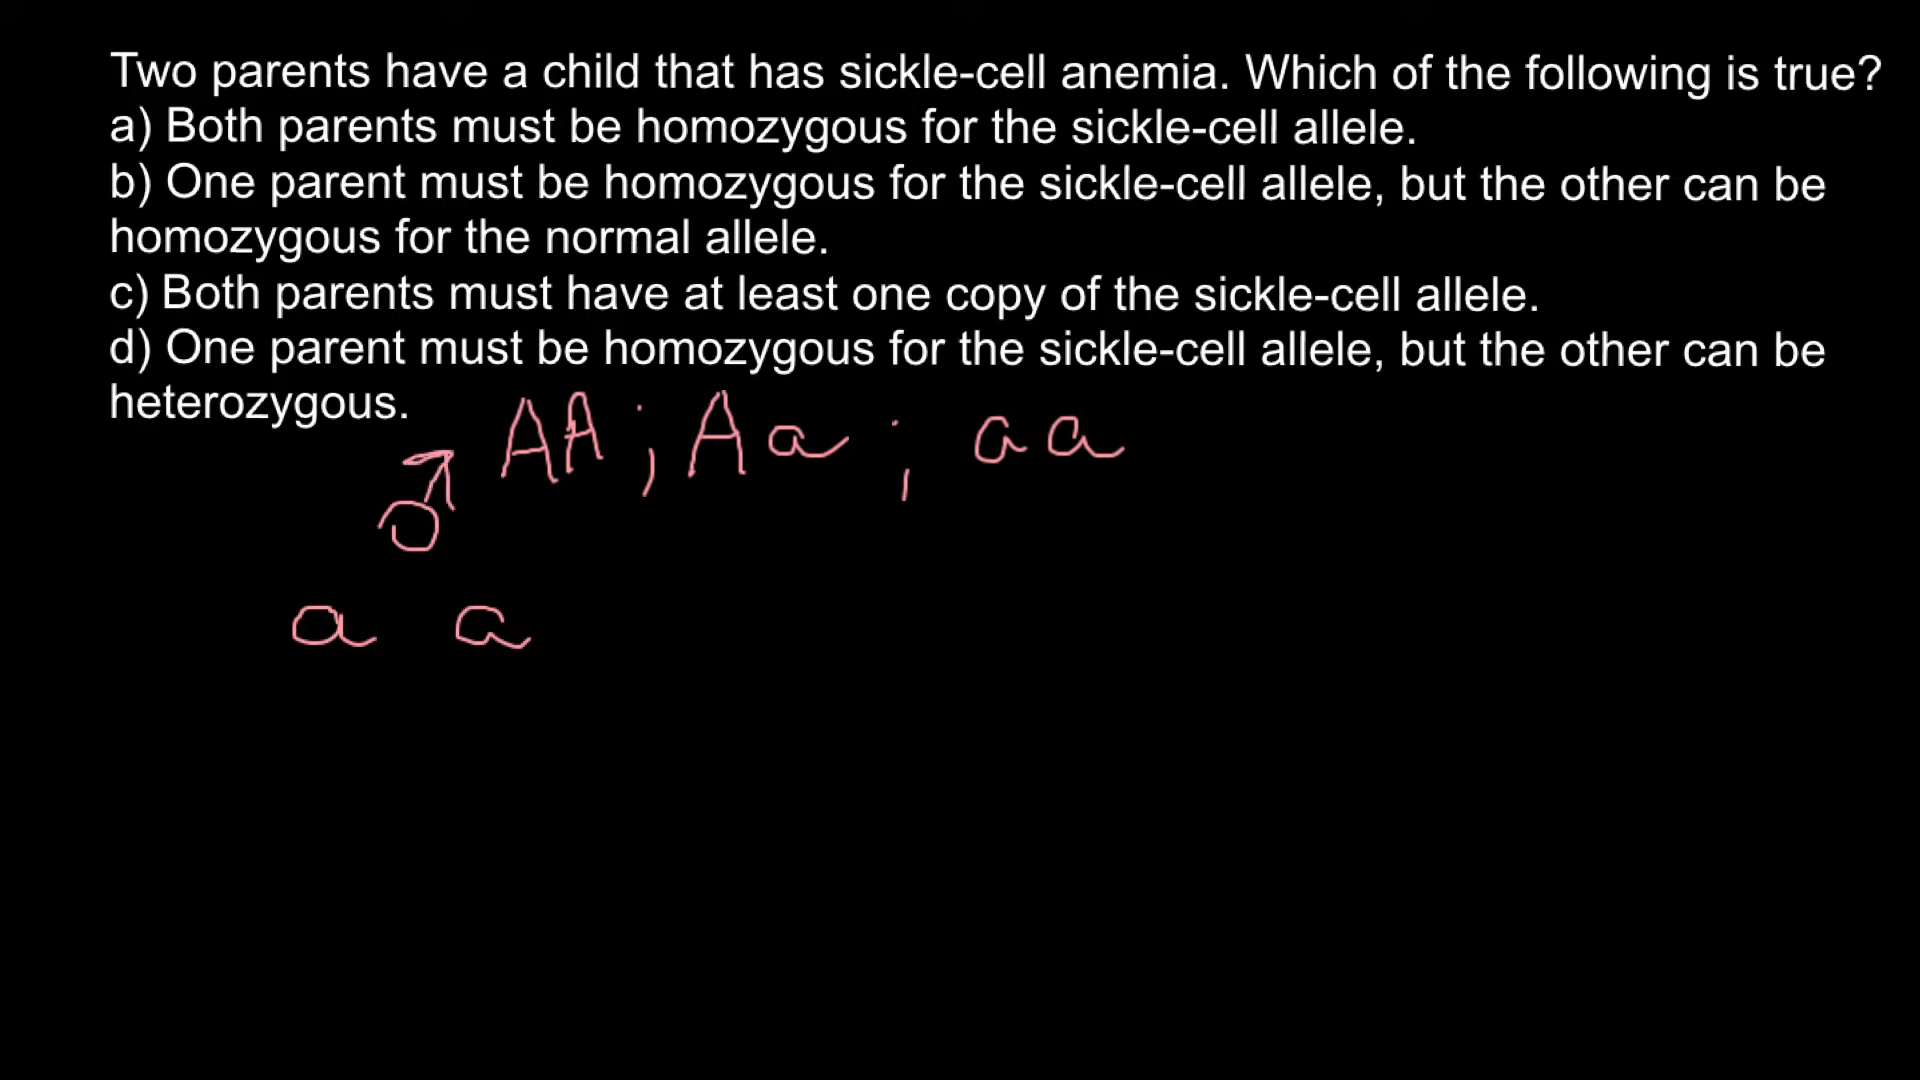 Two parents have a child that has sickle-cell anemia. Which of the following is true?
a) Both parents must be homozygous for the sickle-cell allele.
b) One parent must be homozygous for the sickle-cell allele, but the other can be
homozygous for the normal allele.
c) Both parents must have at least one copy of the sickle-cell allele.
d) One parent must be homozygous for the sickle-cell allele, but the other can be
heterozygous.
♂ AA ; Aa ; aa
a a